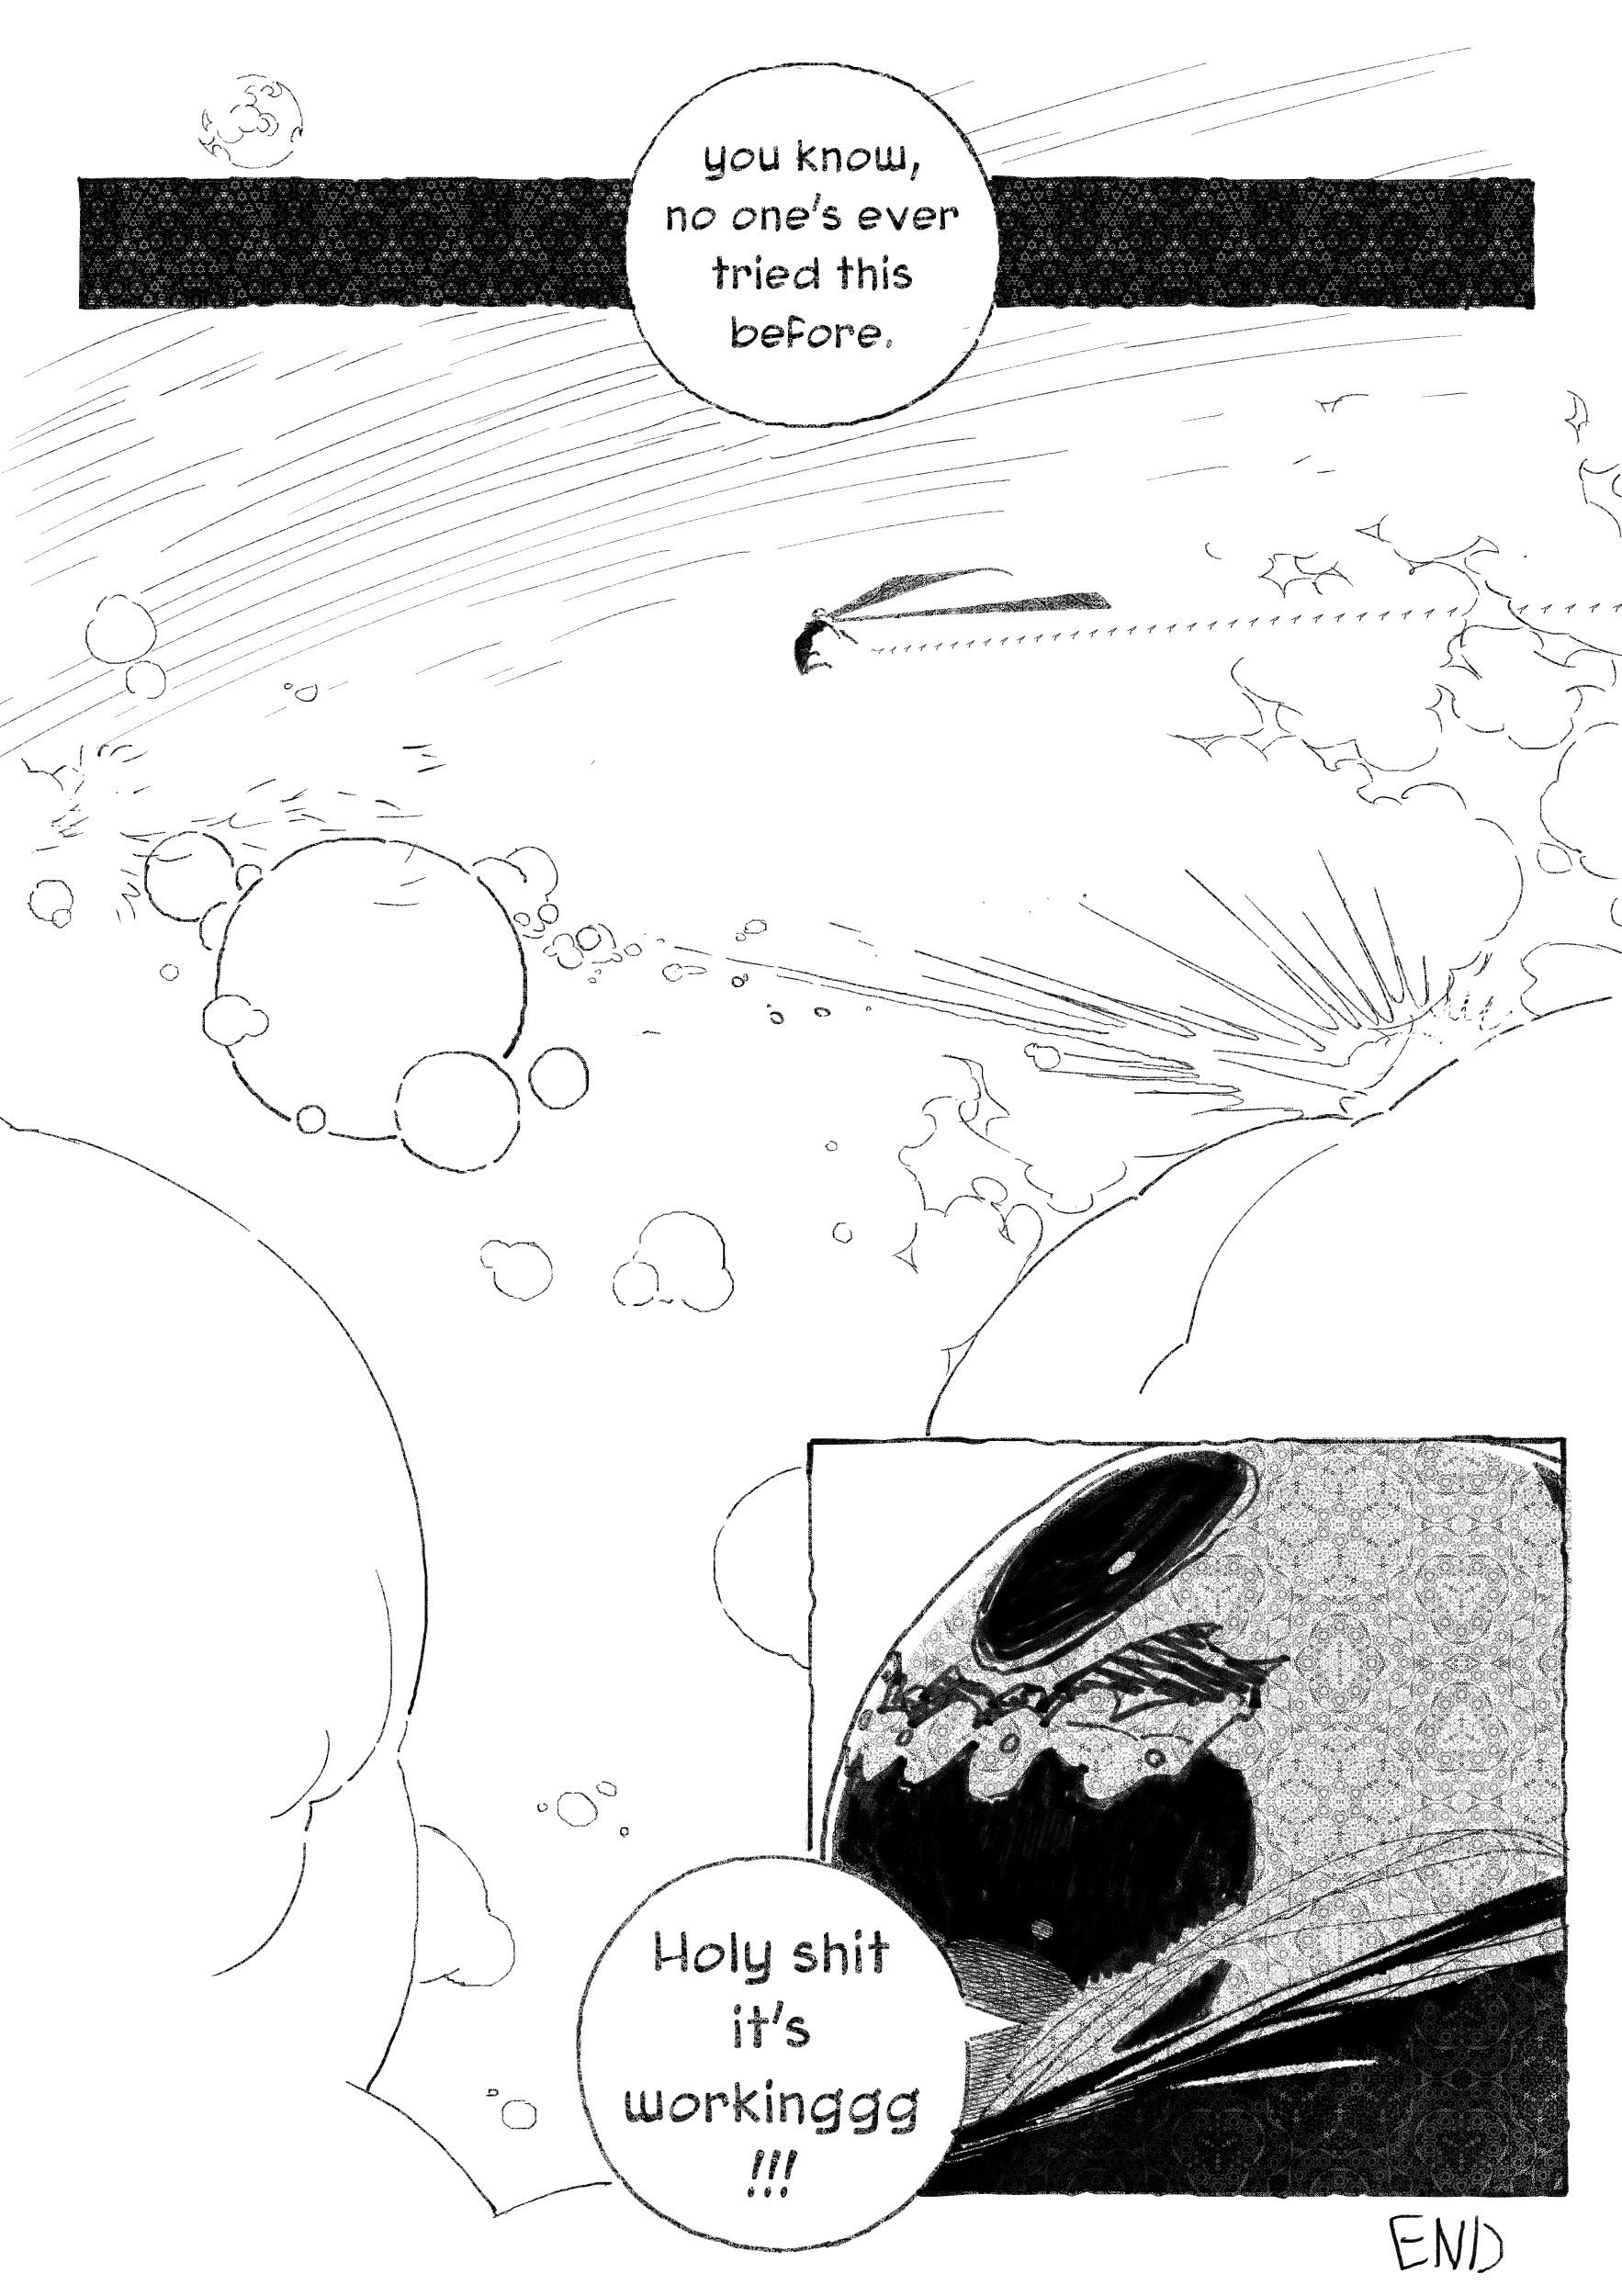 you know,
no one's ever
tried this
before.
Holy shit
it's
workinggg
!!!
END